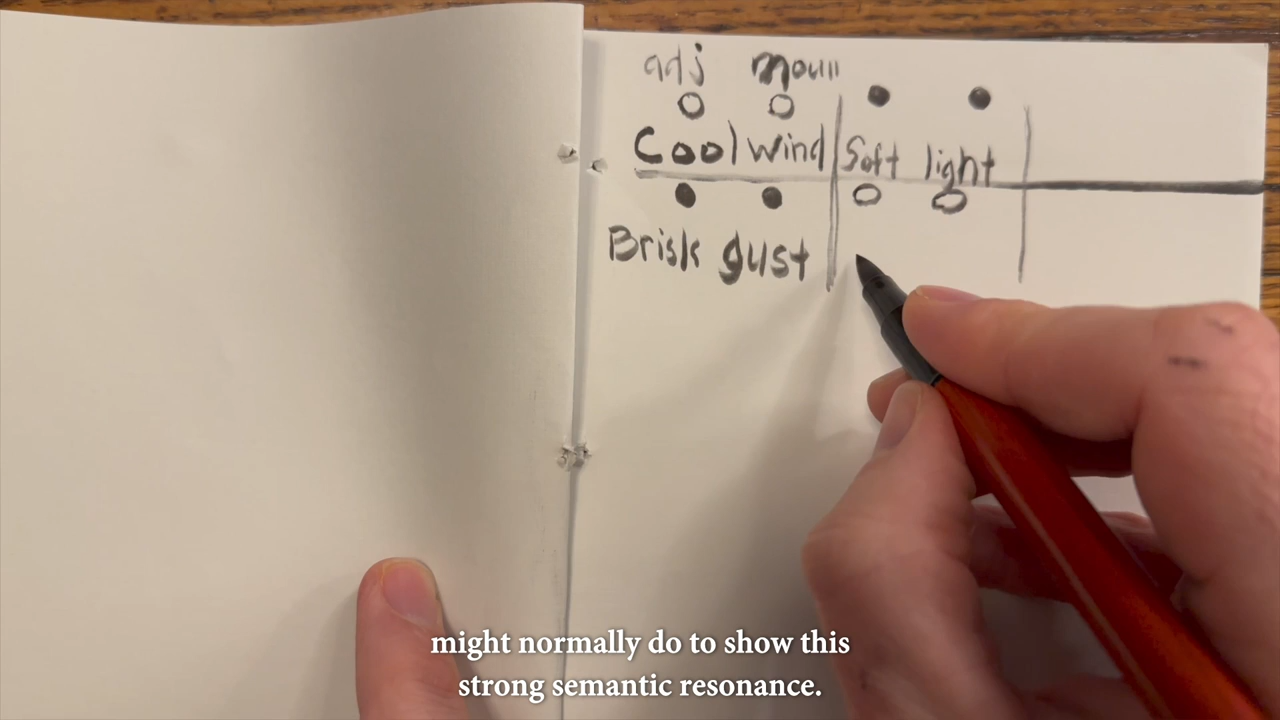 adj noun
Cool wind Soft light
Brisk gust
might normally do to show this
strong semantic resonance.